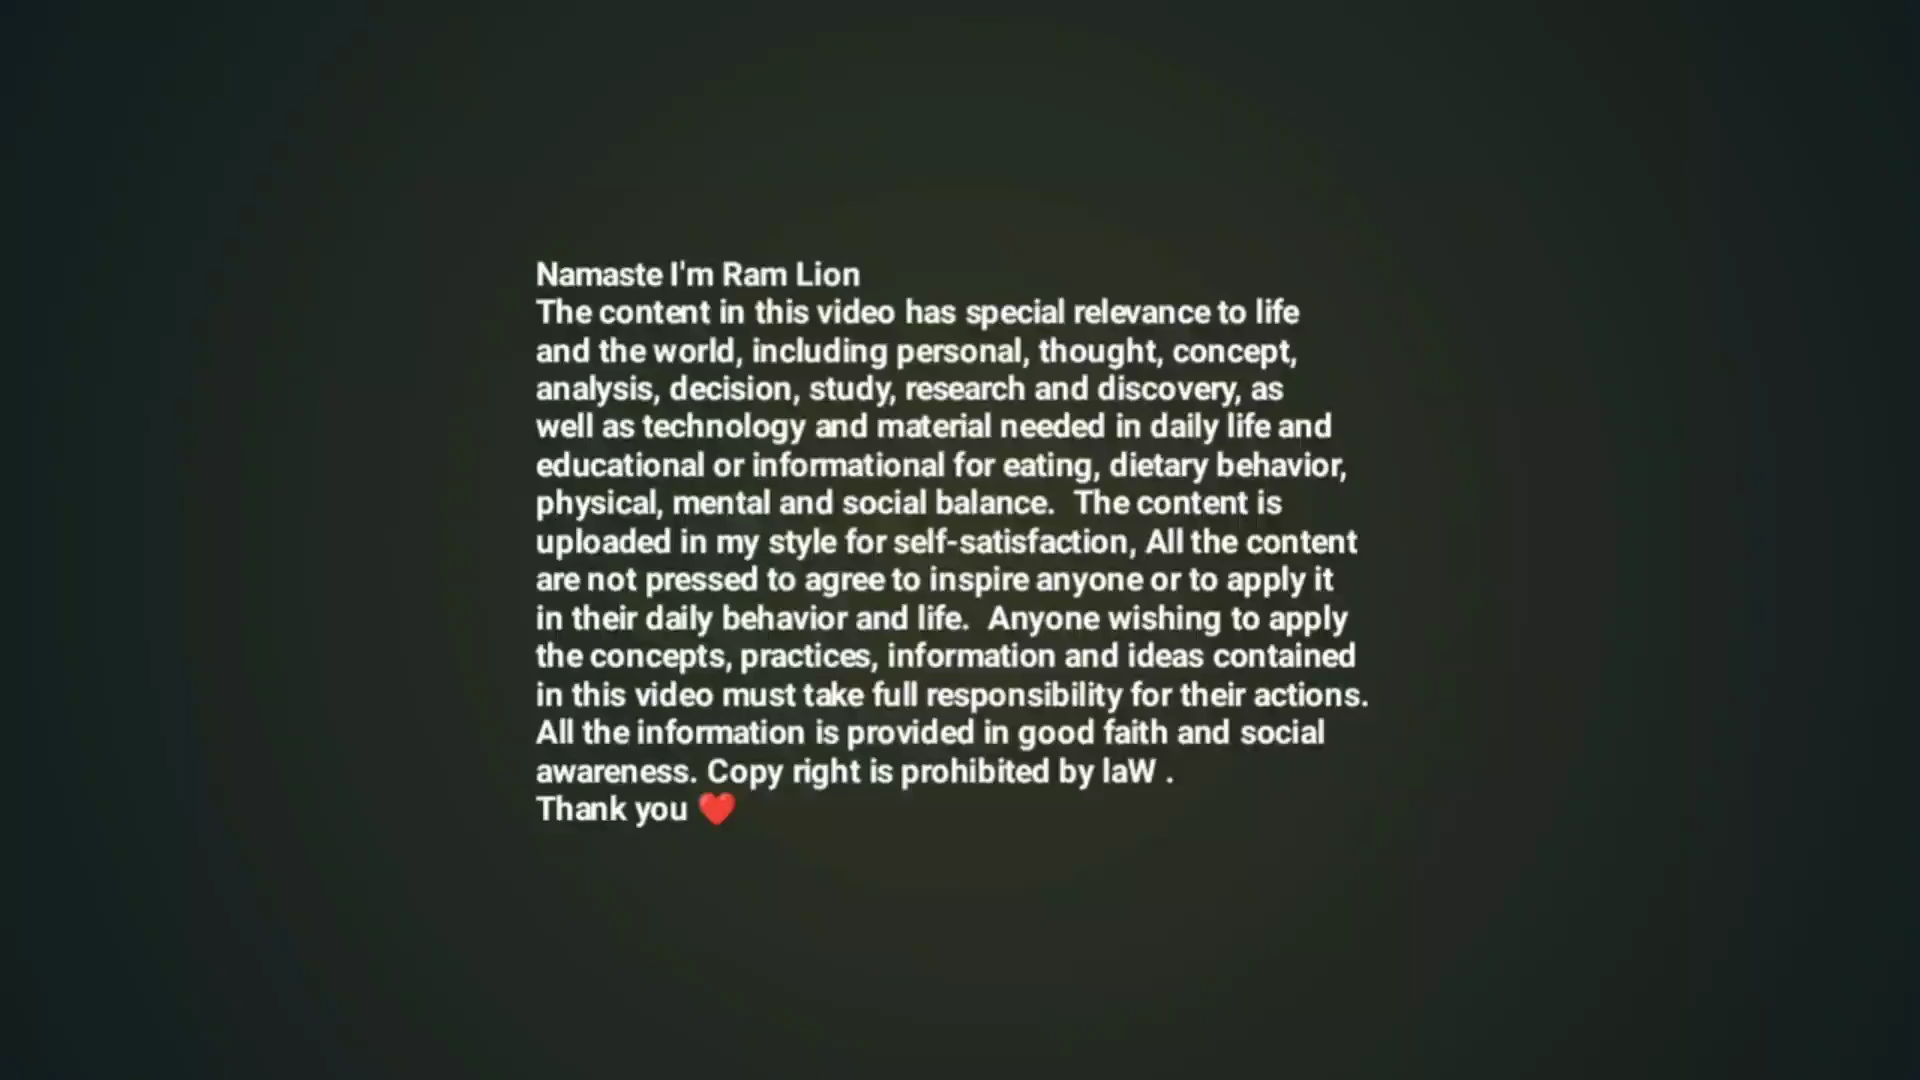 Namaste I'm Ram Lion
The content in this video has special relevance to life
and the world, including personal, thought, concept,
analysis, decision, study, research and discovery, as
well as technology and material needed in daily life and
educational or informational for eating, dietary behavior,
physical, mental and social balance.  The content is
uploaded in my style for self-satisfaction, All the content
are not pressed to agree to inspire anyone or to apply it
in their daily behavior and life.  Anyone wishing to apply
the concepts, practices, information and ideas contained
in this video must take full responsibility for their actions.
All the information is provided in good faith and social
awareness. Copy right is prohibited by laW .
Thank you ❤️